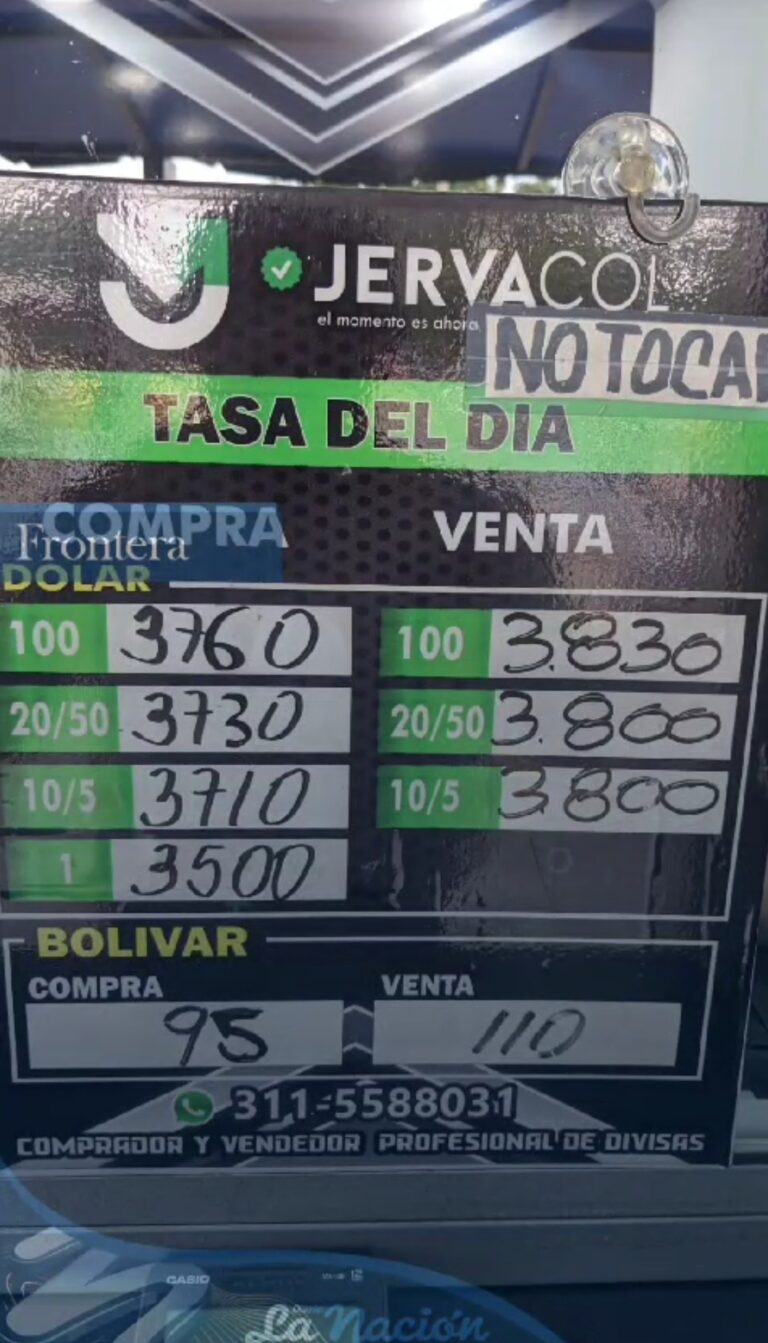 JERVACOL
el momento es ahora
NO TOCA
TASA DEL DIA
COMPRA VENTA
Frontera
DOLAR
100 3760 100 3.830
20/50 3730 20/50 3.800
10/5 3710 10/5 3800
1 3500
BOLIVAR
COMPRA VENTA
95 110
311-5588031
COMPRADOR Y VENDEDOR PROFESIONAL DE DIVISAS
CASIO
La Nación